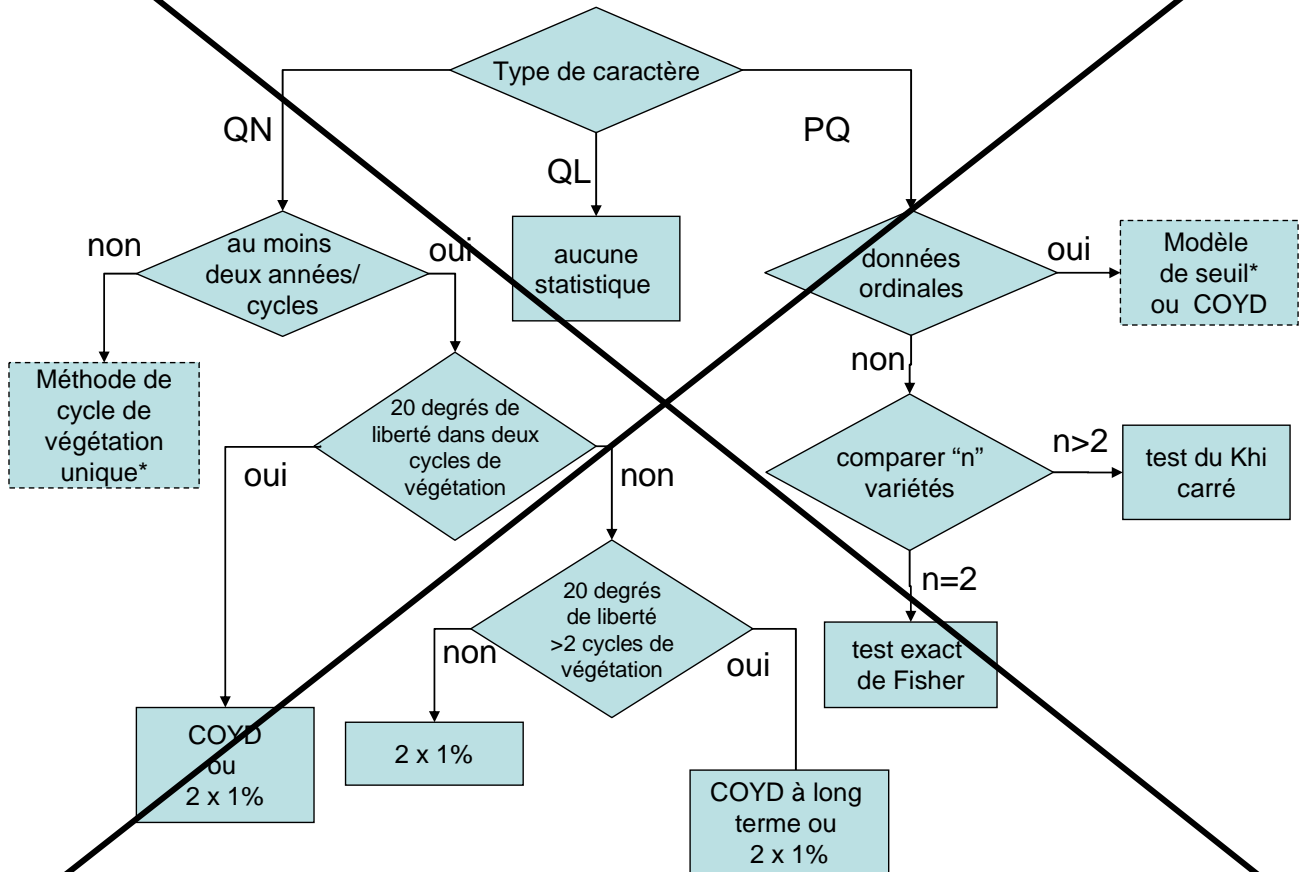 Type de caractère
QN
PQ
QL
non
au moins
deux années/
cycles
oui
aucune
statistique
données
ordinales
oui
Modèle
de seuil*
ou COYD
non
Méthode de
cycle de
végétation
unique*
20 degrés de
liberté dans deux
cycles de
végétation
oui
non
comparer “n”
variétés
n>2
test du Khi
carré
n=2
20 degrés
de liberté
>2 cycles de
végétation
non
oui
test exact
de Fisher
COYD
ou
2 x 1%
2 x 1%
COYD à long
terme ou
2 x 1%